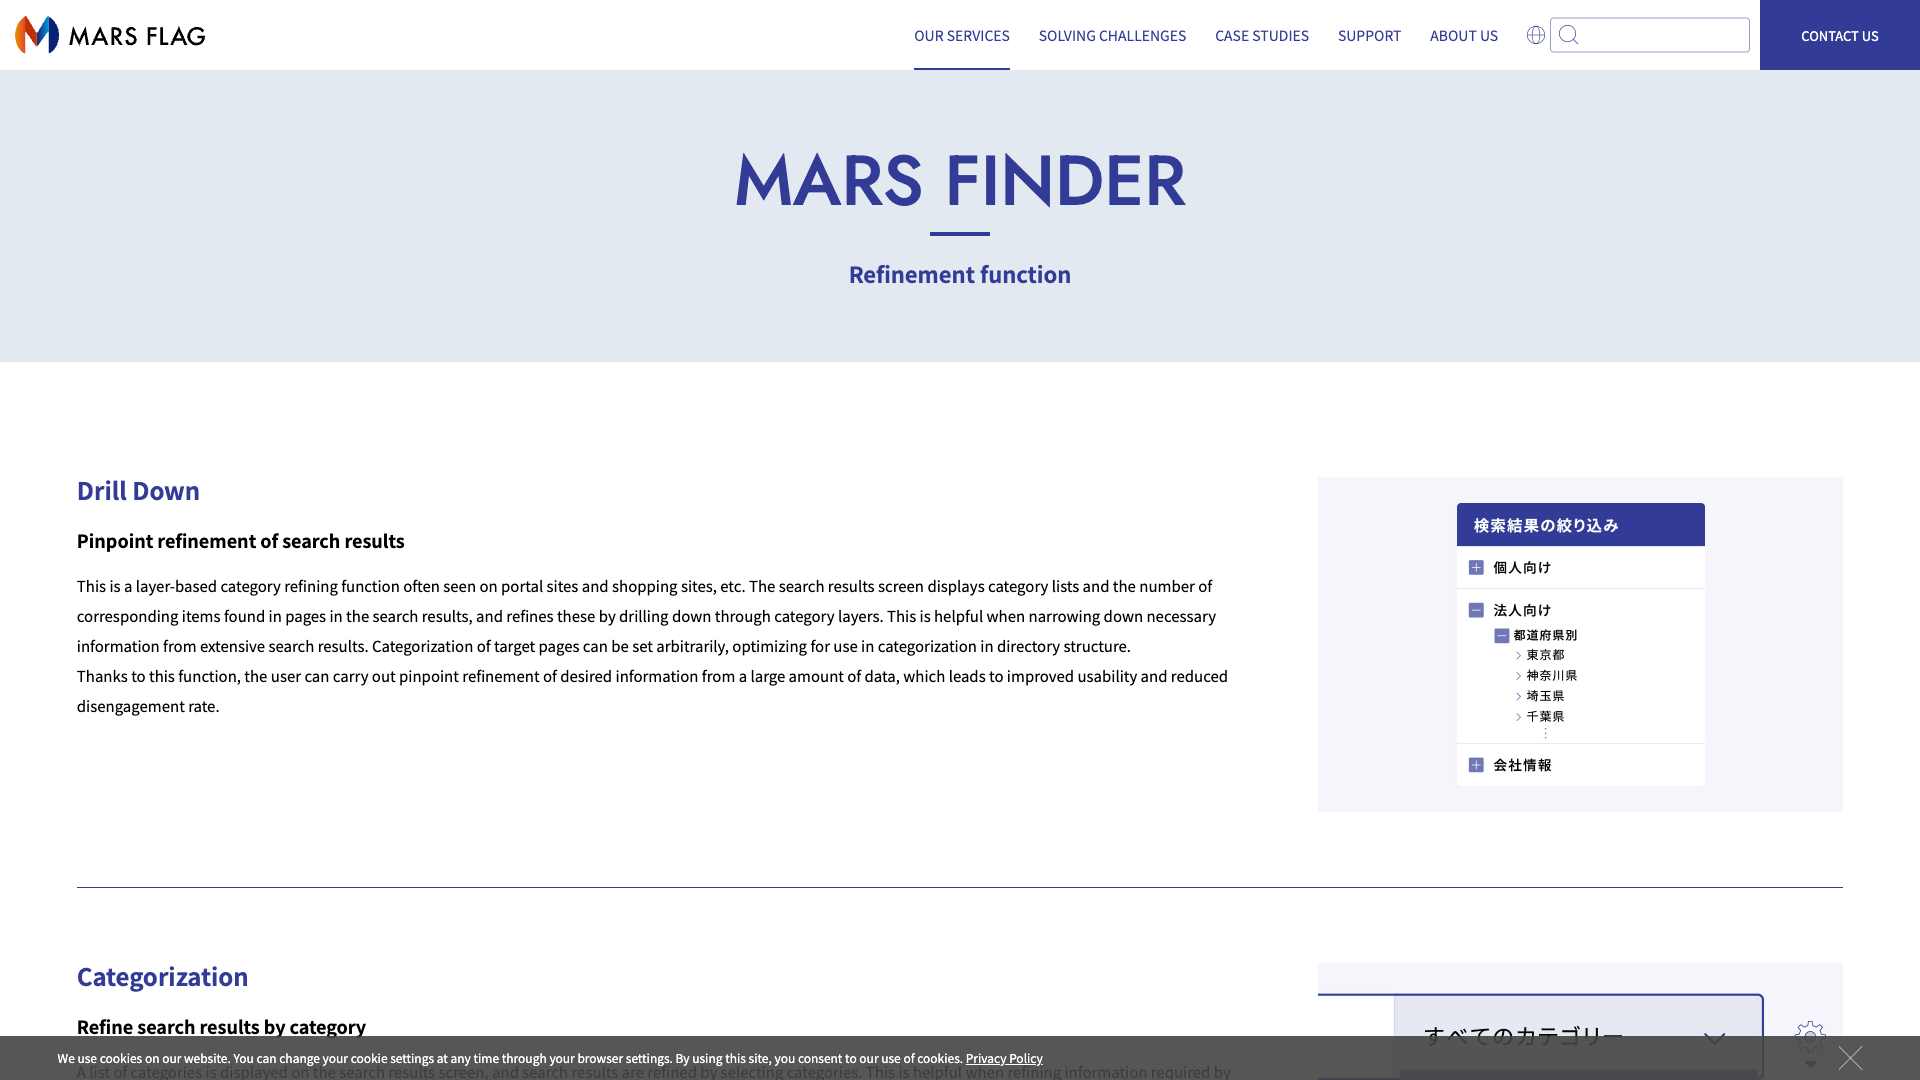 MARS FLAG
OUR SERVICES
SOLVING CHALLENGES
CASE STUDIES
SUPPORT
ABOUT US
CONTACT US
MARS FINDER
Refinement function
Drill Down
Pinpoint refinement of search results
This is a layer-based category refining function often seen on portal sites and shopping sites, etc. The search results screen displays category lists and the number of
corresponding items found in pages in the search results, and refines these by drilling down through category layers. This is helpful when narrowing down necessary
information from extensive search results. Categorization of target pages can be set arbitrarily, optimizing for use in categorization in directory structure.
Thanks to this function, the user can carry out pinpoint refinement of desired information from a large amount of data, which leads to improved usability and reduced
disengagement rate.
検索結果の絞り込み
個人向け
法人向け
都道府県別
東京都
神奈川県
埼玉県
千葉県
会社情報
Categorization
Refine search results by category
すべてのカテゴリー
We use cookies on our website. You can change your cookie settings at any time through your browser settings. By using this site, you consent to our use of cookies. Privacy Policy
A list of categories is displayed on the search results screen, and search results are refined by selecting categories. This is helpful when refining information required by